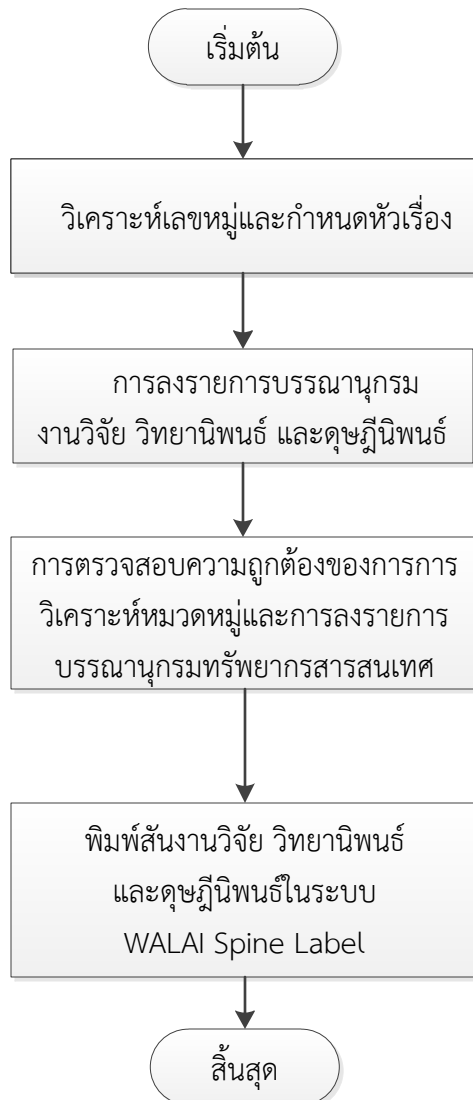 เริ่มต้น
วิเคราะห์เลขหมู่และกำหนดหัวเรื่อง
การลงรายการบรรณานุกรม
งานวิจัย วิทยานิพนธ์ และดุษฎีนิพนธ์
การตรวจสอบความถูกต้องของการการ
วิเคราะห์หมวดหมู่และการลงรายการ
บรรณานุกรมทรัพยากรสารสนเทศ
พิมพ์สันงานวิจัย วิทยานิพนธ์
และดุษฎีนิพนธ์ในระบบ
WALAI Spine Label
สิ้นสุด